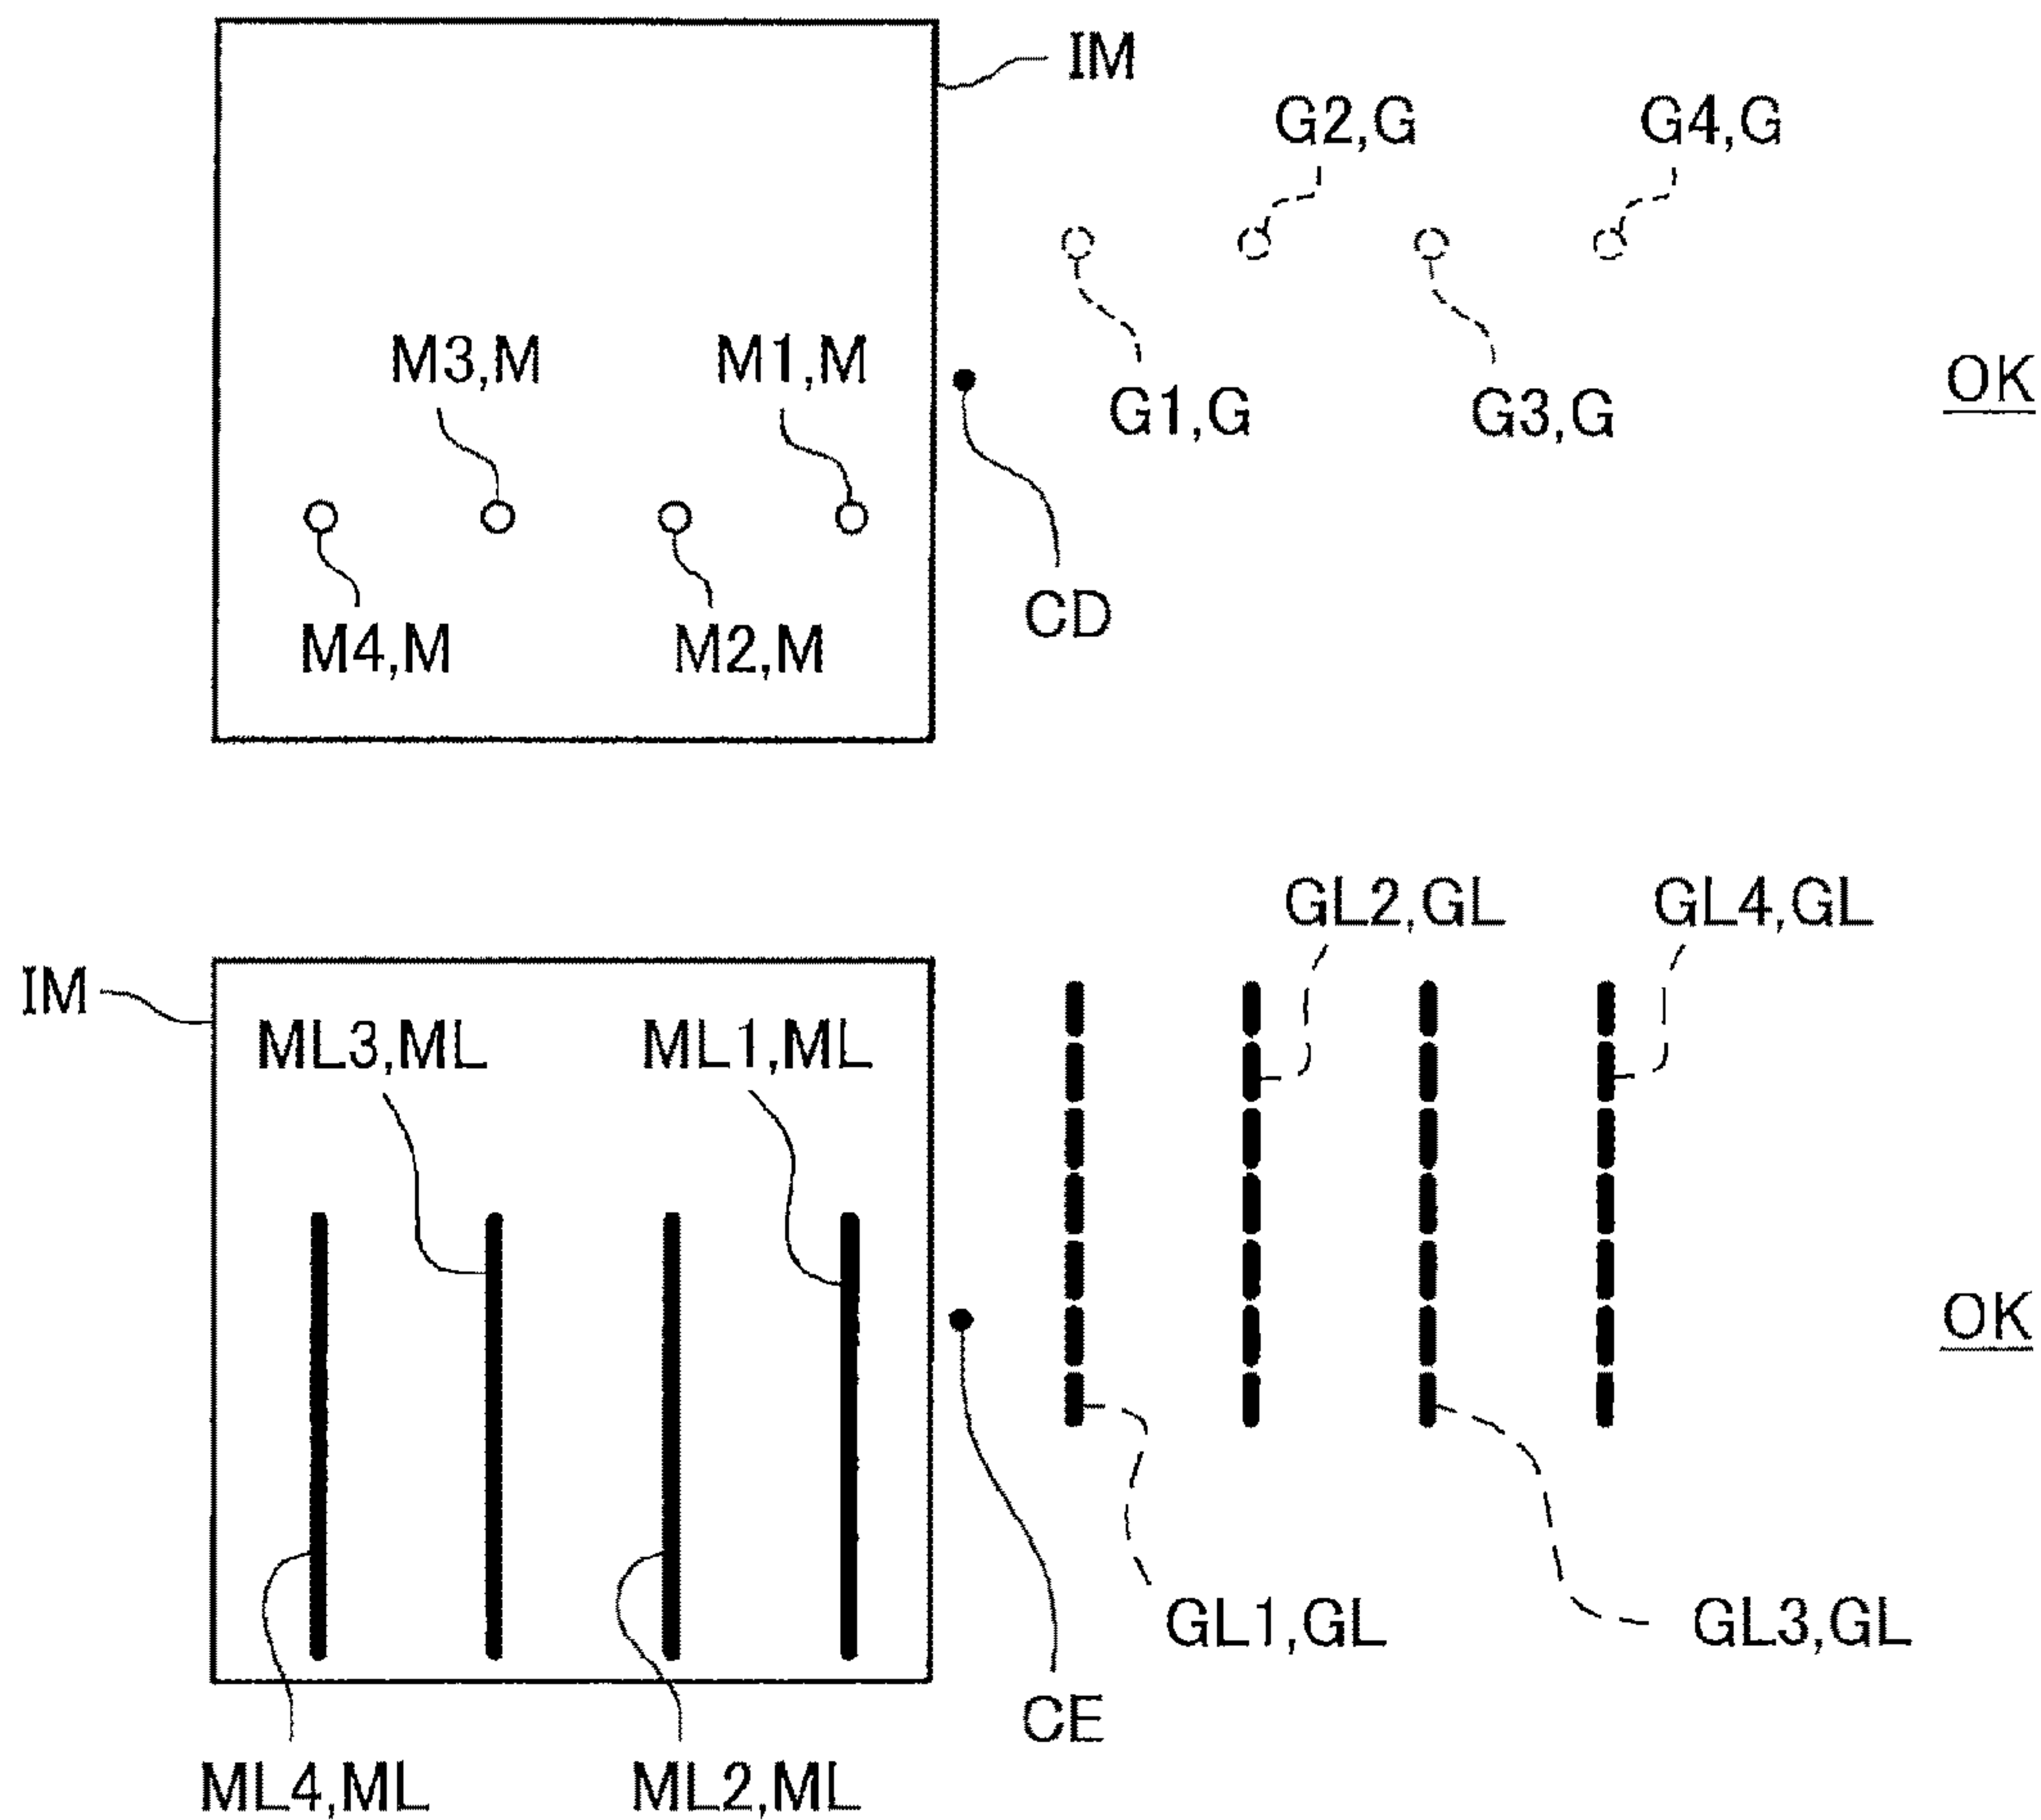 IM
G2,G
G4,G
M3,M
M1,M
G1,G
G3,G
OK
CD
M4,M
M2,M
GL2,GL
GL4,GL
IM
ML3,ML
ML1,ML
OK
GL1,GL
GL3,GL
CE
ML4,ML
ML2,ML